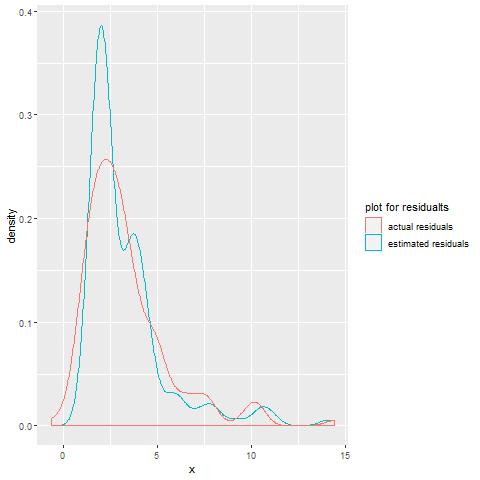 0.4
0.3
0.2
0.1
0.0
density
0
5
10
15
x
plot for residualts
actual residuals
estimated residuals